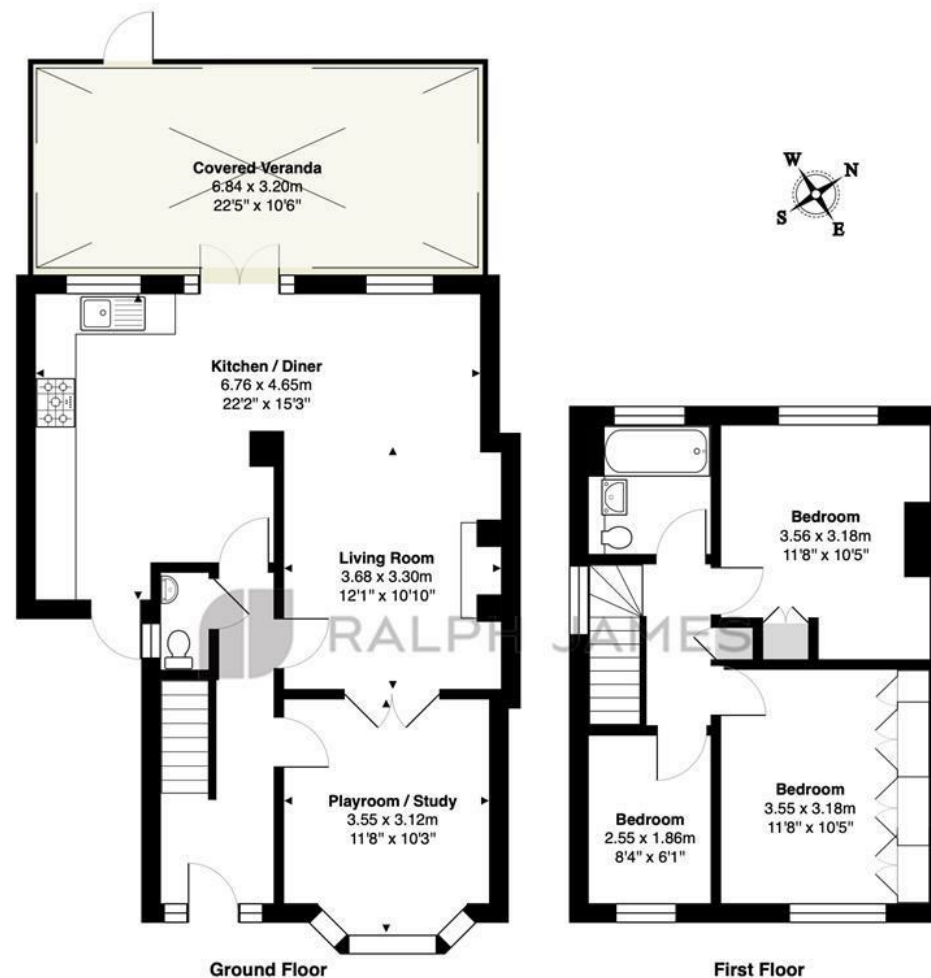 Covered Veranda
6.84 x 3.20m
22'5" x 10'6"
W
N
S
E
Kitchen / Diner
6.76 x 4.65m
22'2" x 15'3"
Living Room
3.68 x 3.30m
12'1" x 10'10"
Bedroom
3.56 x 3.18m
11'8" x 10'5"
RALPH JAMES
Playroom / Study
3.55 x 3.12m
11'8" x 10'3"
Bedroom
2.55 x 1.86m
8'4" x 6'1"
Bedroom
3.55 x 3.18m
11'8" x 10'5"
Ground Floor
First Floor